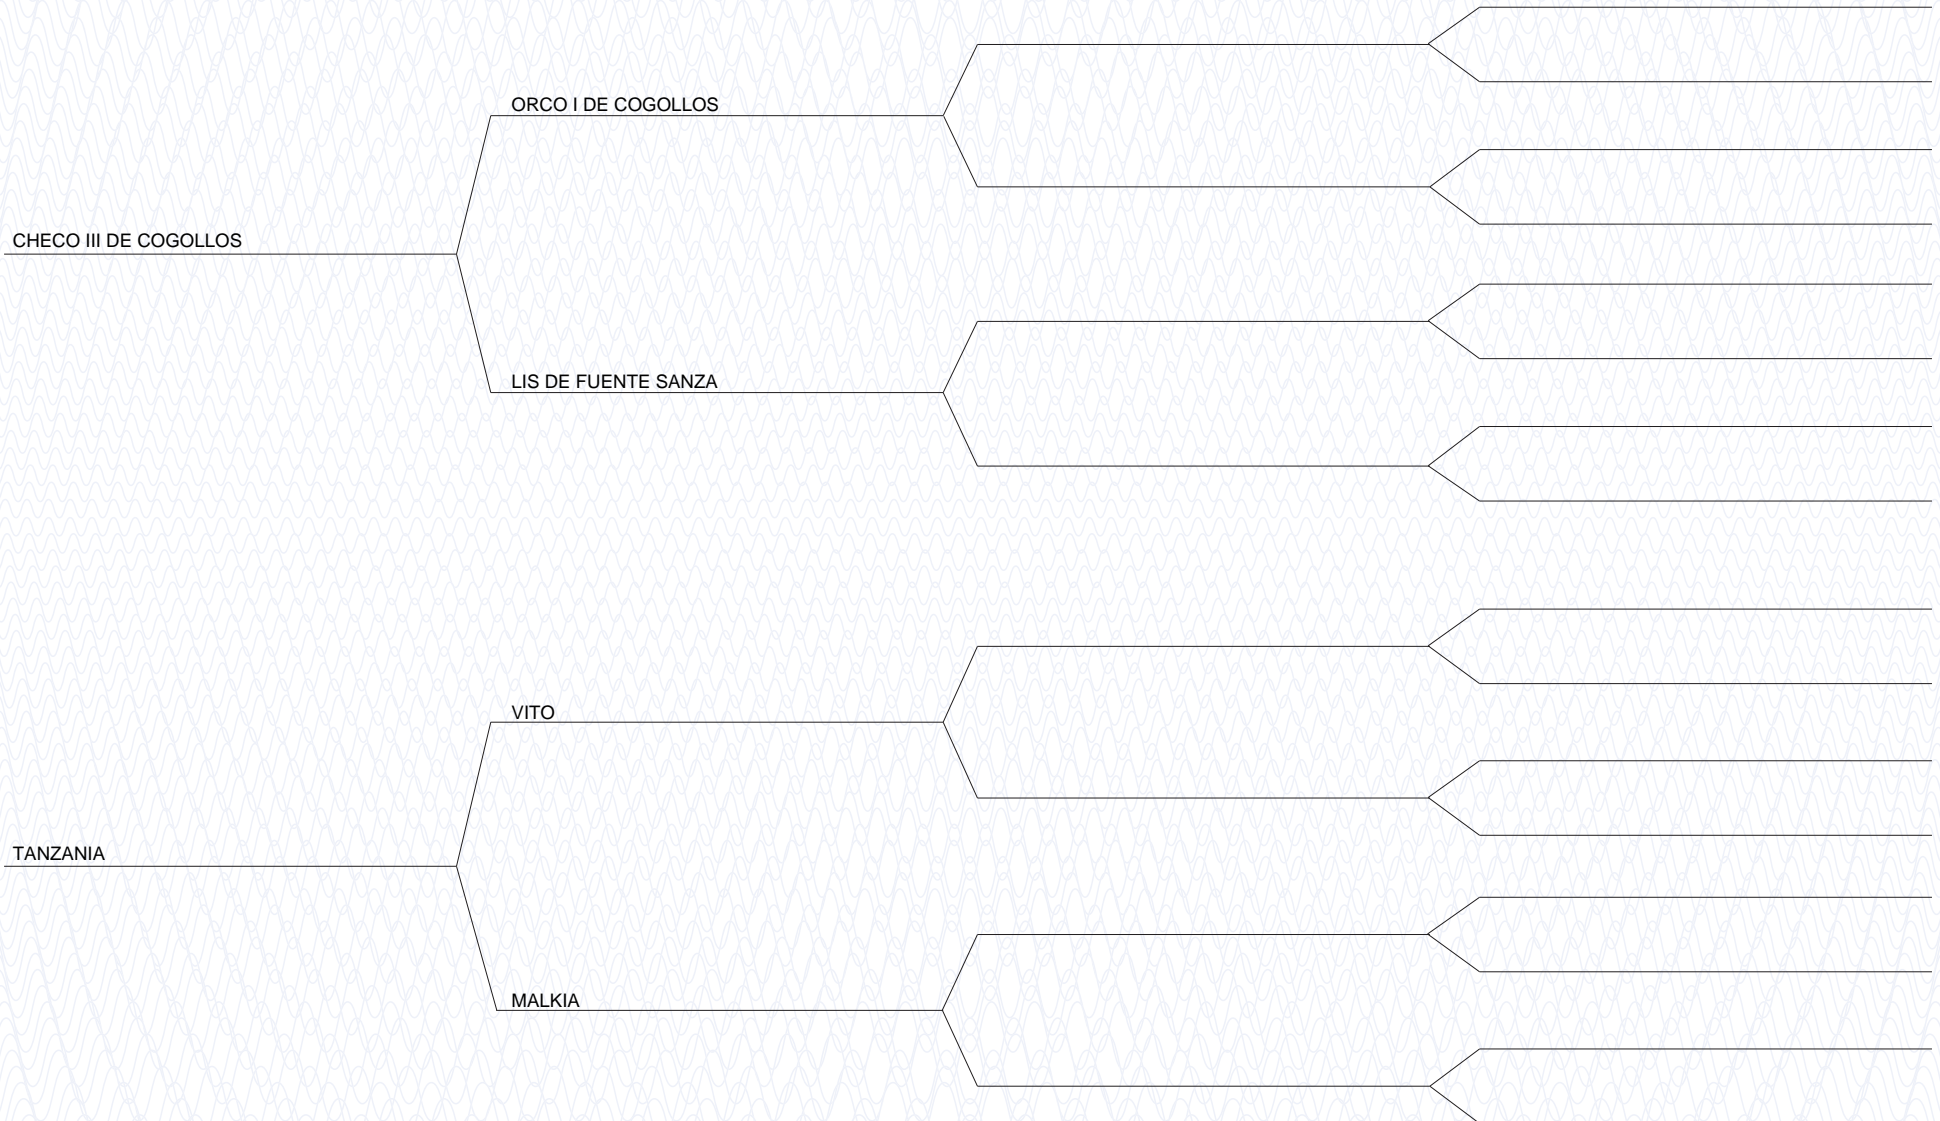 ORCO I DE COGOLLOS
CHECO III DE COGOLLOS
LIS DE FUENTE SANZA
VITO
TANZANIA
MALKIA